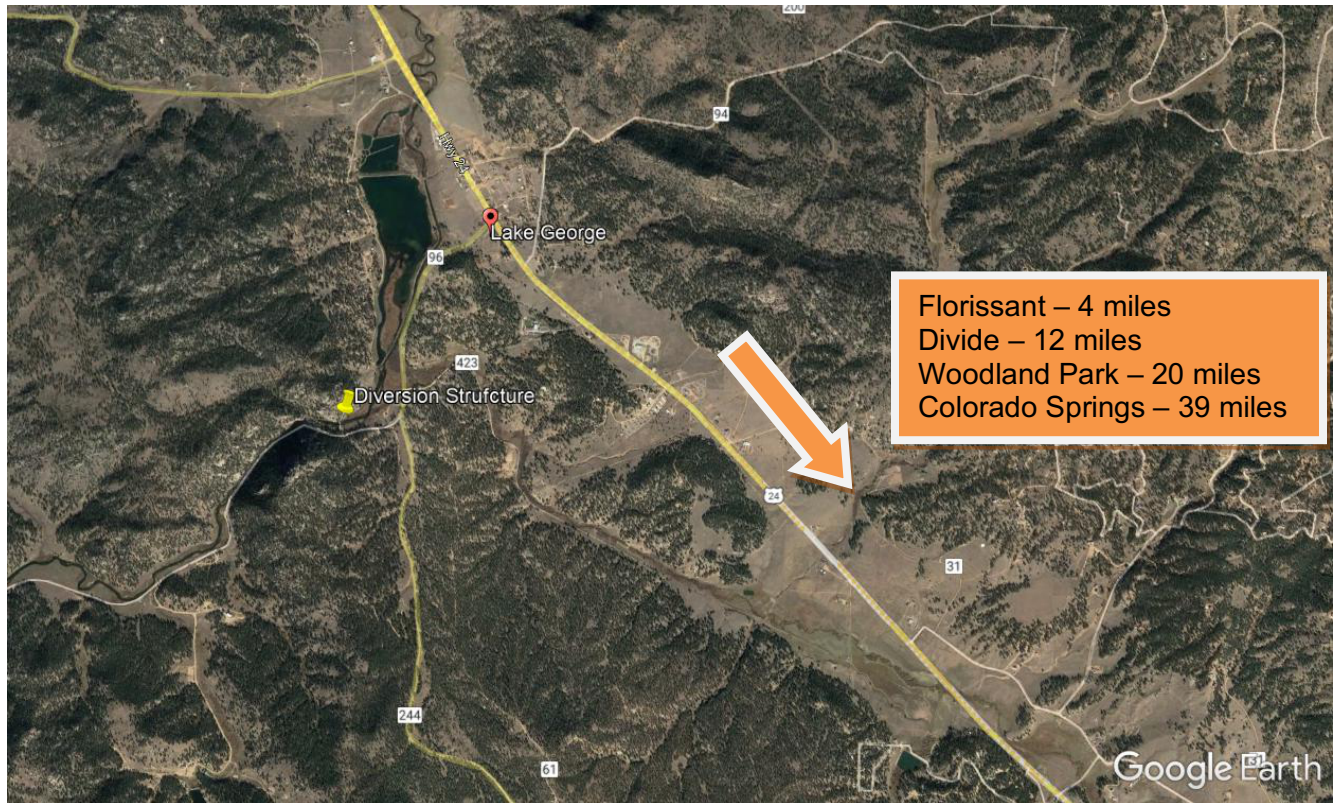 200
94
Hwy 24
Lake George
96
Florissant – 4 miles
Divide – 12 miles
Woodland Park – 20 miles
Colorado Springs – 39 miles
423
Diversion Strufcture
24
31
244
61
Google Earth